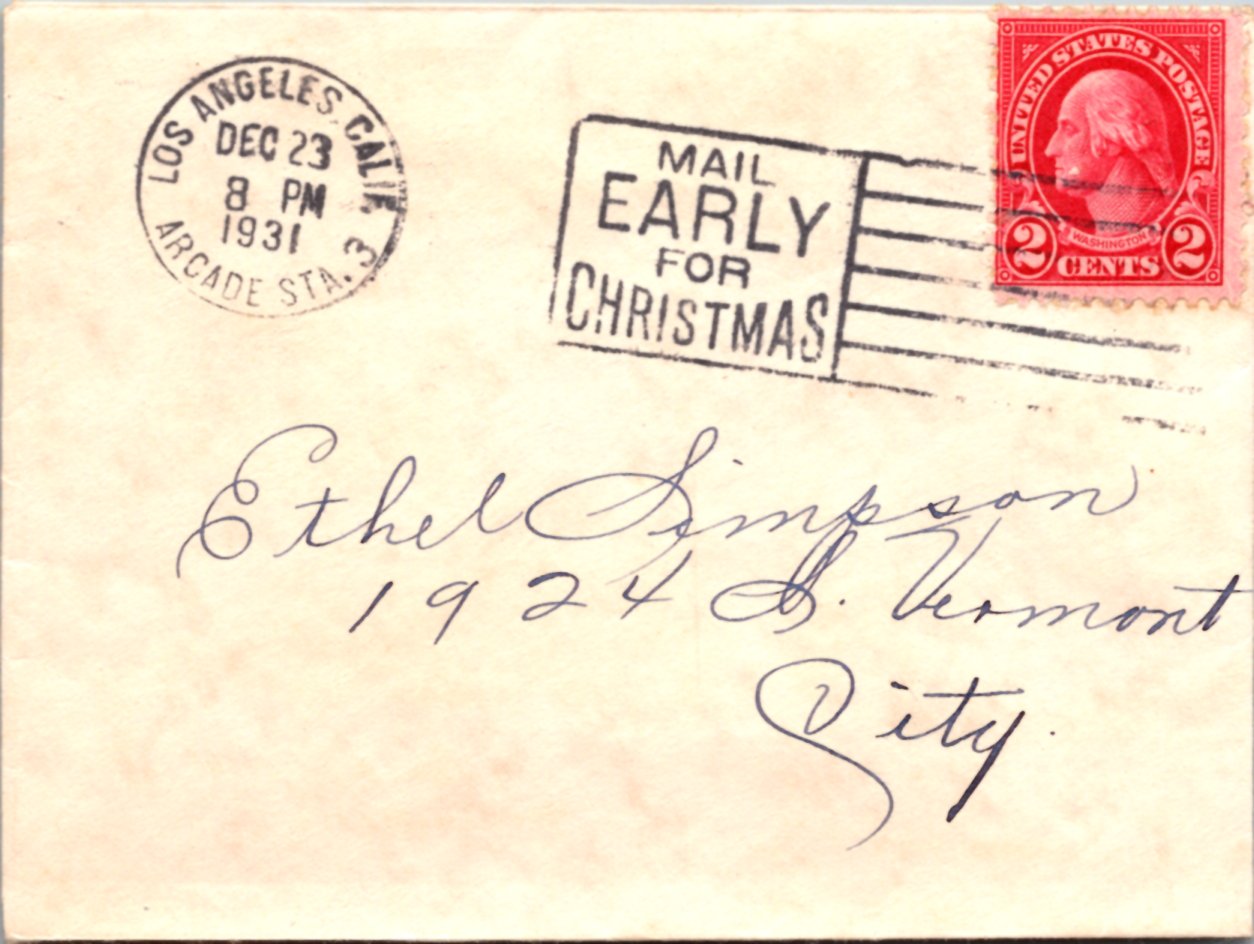 LOS ANGELES, CALIF. 3
DEC 23
8 PM
1931
ARCADE STA.
MAIL
EARLY
FOR
CHRISTMAS
UNITED STATES POSTAGE
WASHINGTON
2 CENTS 2
Ethel Simpson
1924 S. Vermont
City.